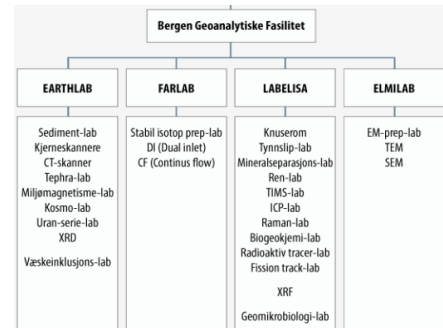 Bergen Geoanalytiske Fasilitet
EARTHLAB
Sediment-lab
Kjerneskannere
CT-skanner
Tephra-lab
Miljømagnetisme-lab
Kosmo-lab
Uran-serie-lab
XRD
Væskeinklusjons-lab
FARLAB
Stabil isotop prep-lab
DI (Dual inlet)
CF (Continus flow)
LABELISA
Knuserom
Tynnslip-lab
Mineralseparasjons-lab
Ren-lab
TIMS-lab
ICP-lab
Raman-lab
Biogeokjemi-lab
Radioaktiv tracer-lab
Fission track-lab
XRF
Geomikrobiologi-lab
ELMILAB
EM-prep-lab
TEM
SEM